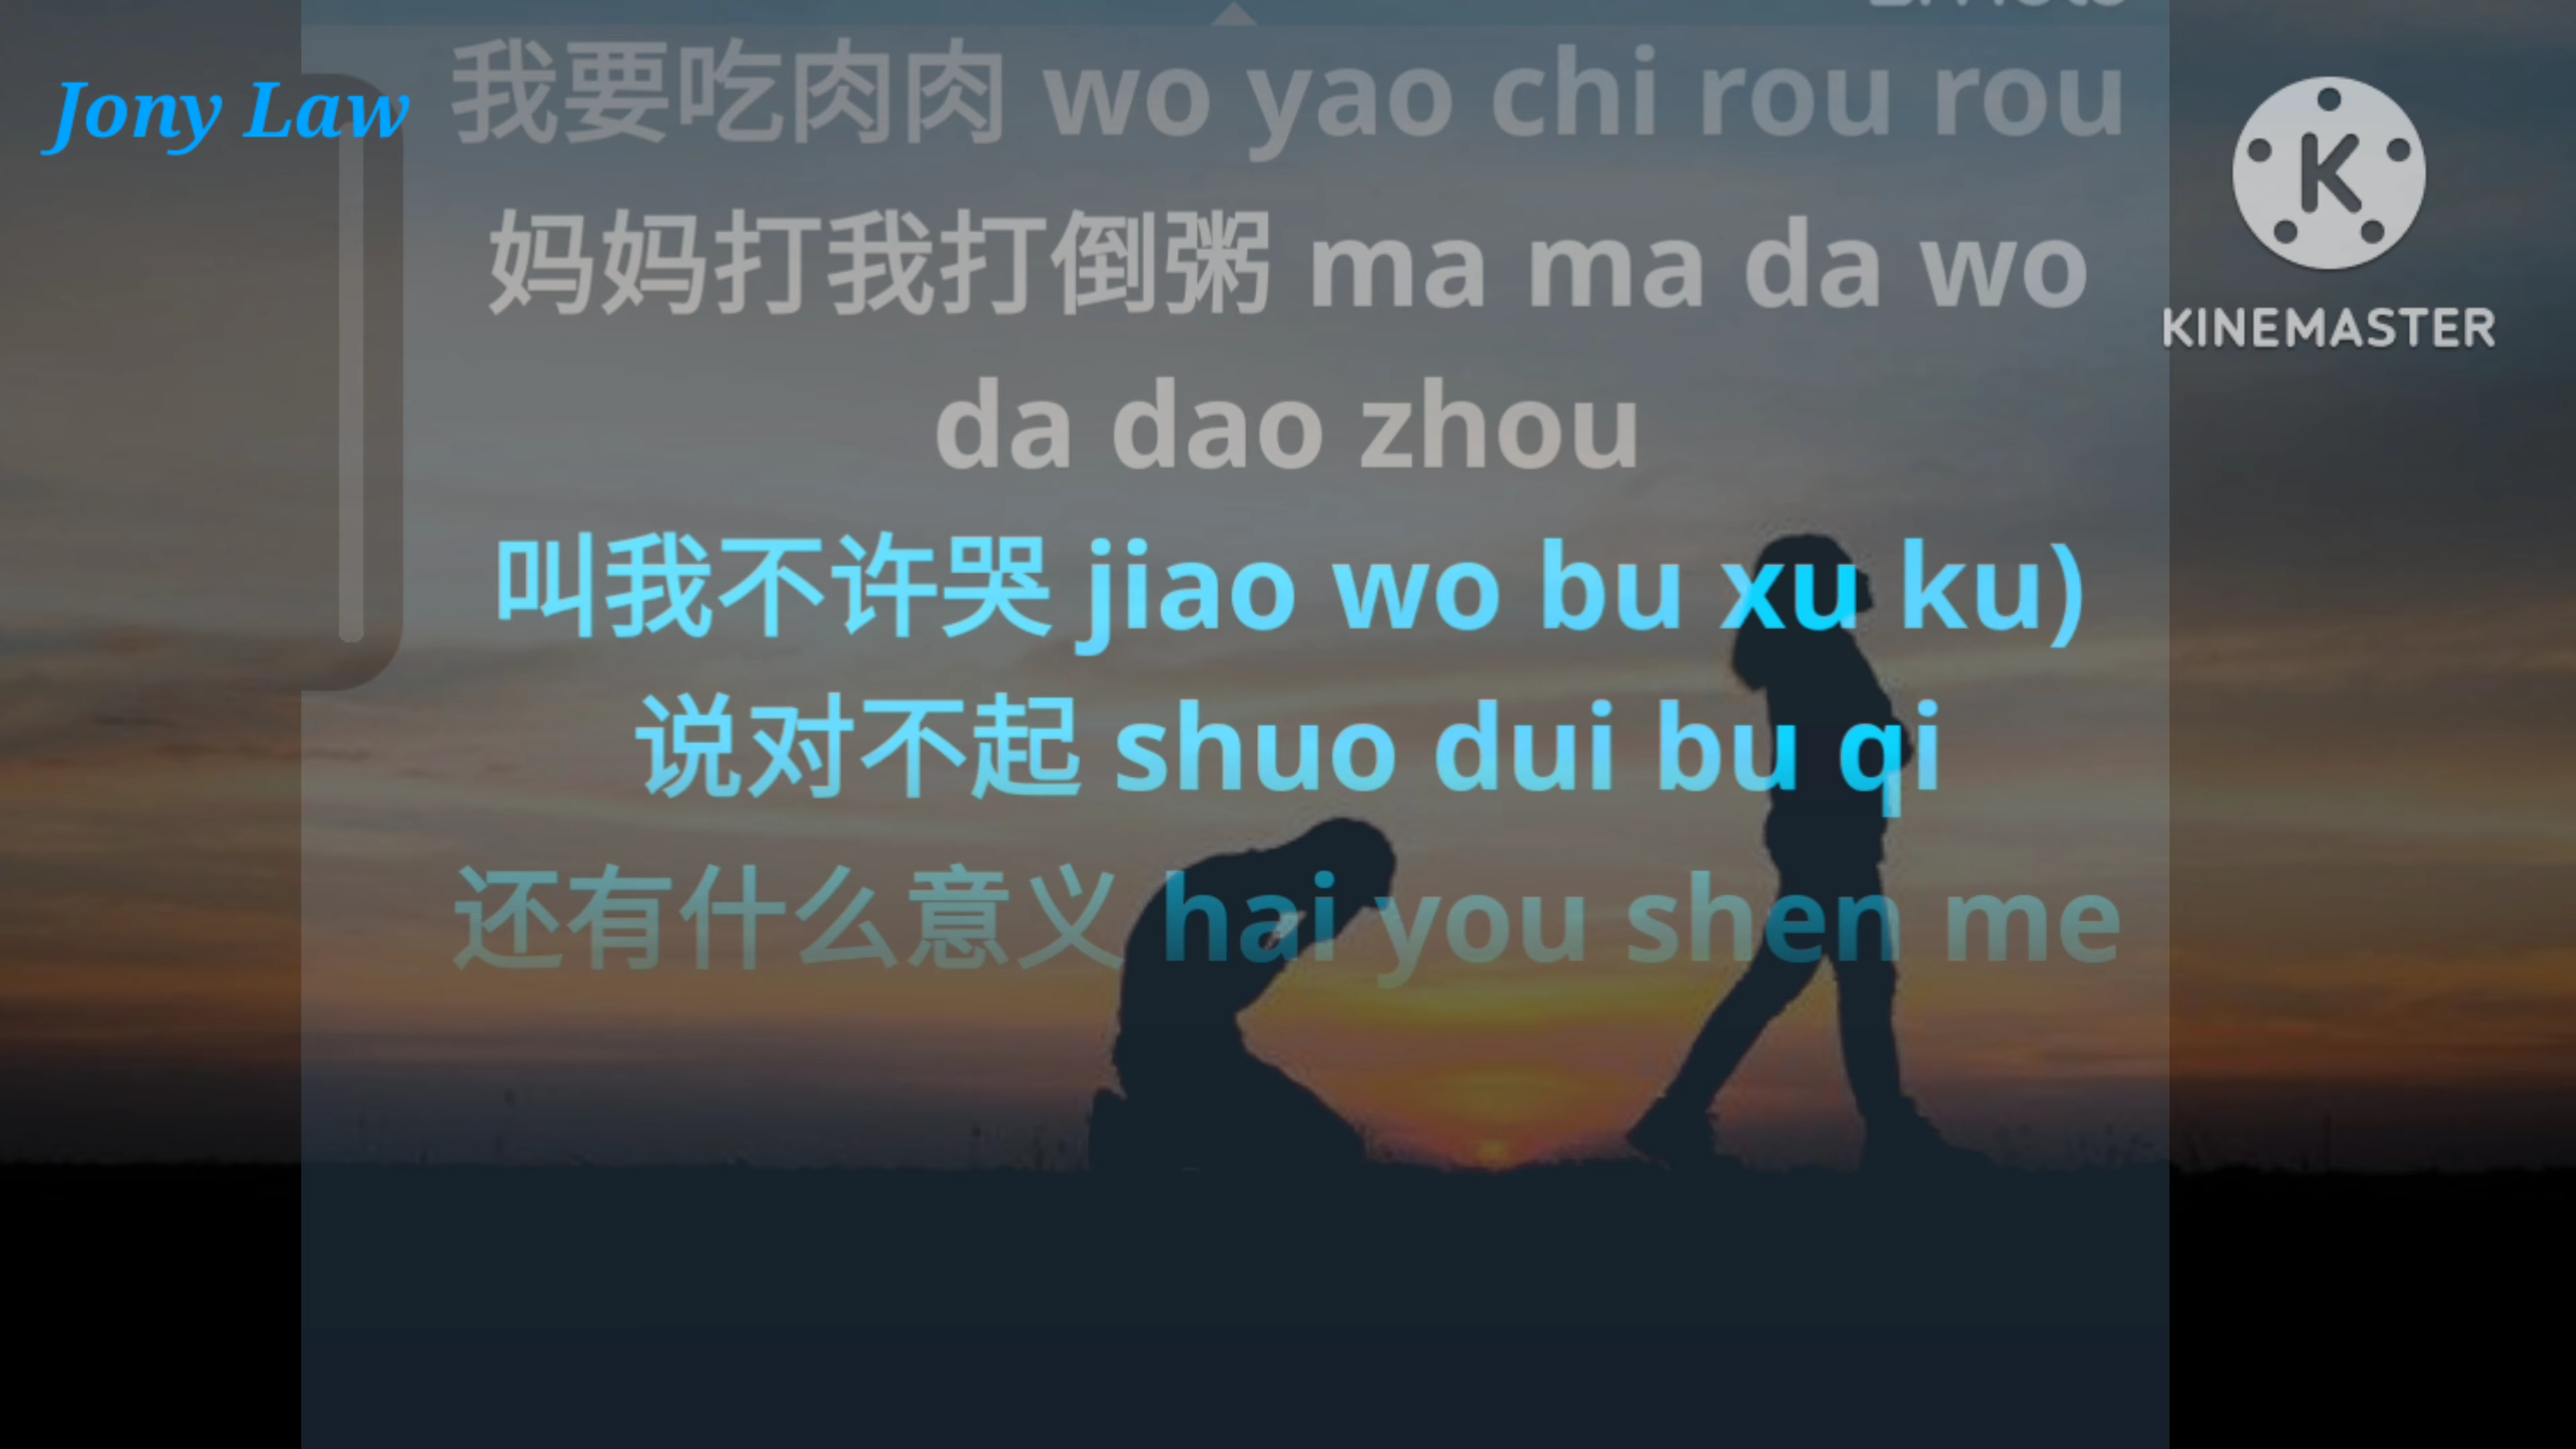 我要吃肉肉 wo yao chi rou rou
Jony Law
妈妈打我打倒粥 ma ma da wo
da dao zhou
KINEMASTER
叫我不许哭 jiao wo bu xu ku)
说对不起 shuo dui bu qi
还有什么意义 hai you shen me